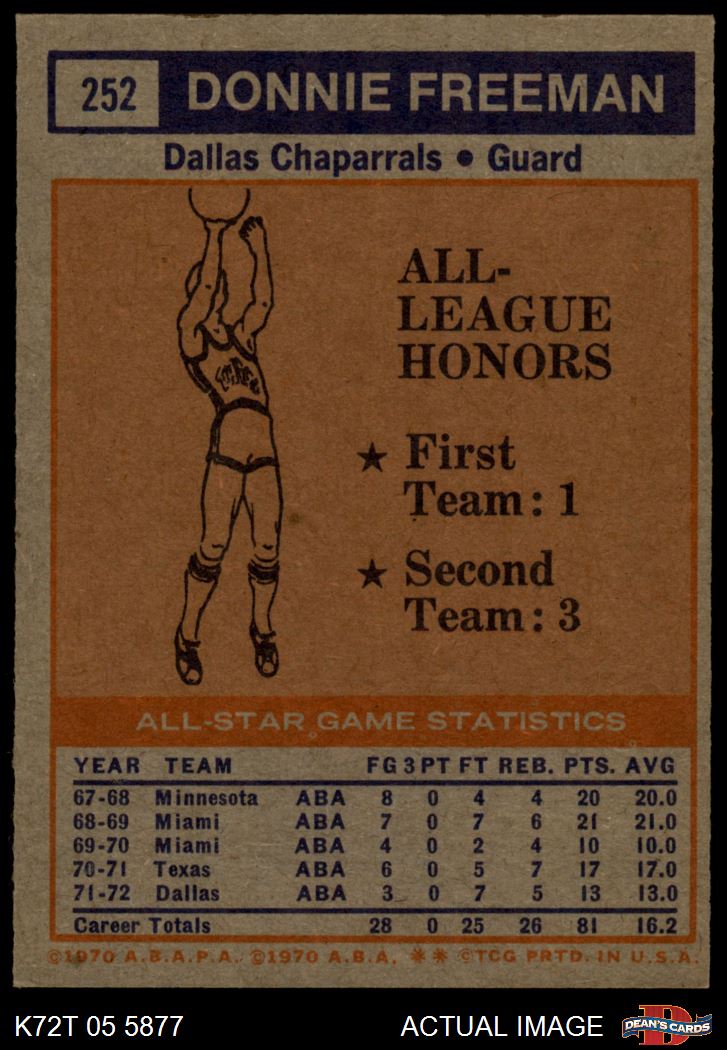 252 DONNIE FREEMAN
Dallas Chaparrals • Guard
ALL-
LEAGUE
HONORS
★ First
Team: 1
★ Second
Team: 3
ALL-STAR GAME STATISTICS
YEAR TEAM FG 3PT FT REB. PTS. AVG
67-68 Minnesota ABA 8 0 4 4 20 20.0
68-69 Miami ABA 7 0 7 6 21 21.0
69-70 Miami ABA 4 0 2 4 10 10.0
70-71 Texas ABA 6 0 5 7 17 17.0
71-72 Dallas ABA 3 0 7 5 13 13.0
Career Totals 28 0 25 26 81 16.2
©1970 A.B.A.P.A. ©1970 A.B.A. ** ©TCG PRTD. IN U.S.A.
K72T 05 5877 ACTUAL IMAGE D DEAN'S CARDS